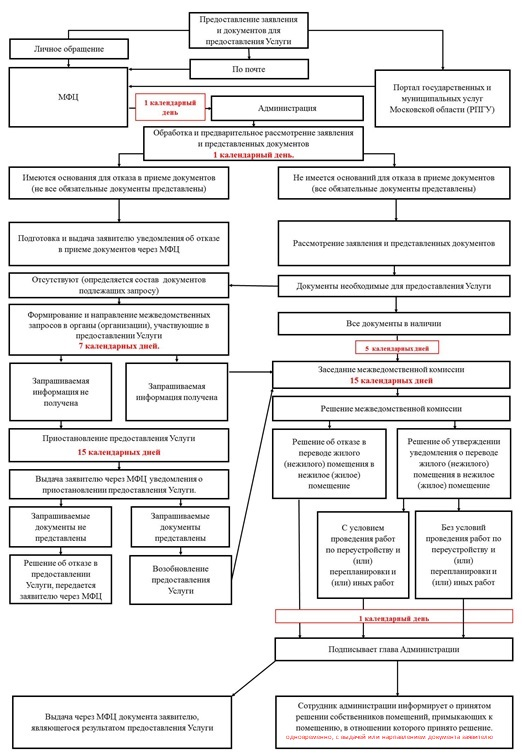 Предоставление заявления
и документов для
предоставления Услуги
Личное обращение
По почте
МФЦ
1 календарный
день
Администрация
Портал государственных и
муниципальных услуг
Московской области (РПГУ)
Обработка и предварительное рассмотрение заявления
и представленных документов
1 календарный день.
Имеются основания для отказа в приеме документов
(не все обязательные документы представлены)
Не имеется оснований для отказа в приеме документов
(все обязательные документы представлены)
Подготовка и выдача заявителю уведомления об отказе
в приеме документов через МФЦ
Рассмотрение заявления и представленных документов
Отсутствуют (определяется состав документов
подлежащих запросу)
Документы необходимые для предоставления Услуги
Формирование и направление межведомственных
запросов в органы (организации), участвующие в
предоставлении Услуги
7 календарных дней.
Все документы в наличии
5 календарных дней
Запрашиваемая
информация не
получена
Запрашиваемая
информация получена
Заседание межведомственной комиссии
15 календарных дней
Решение межведомственной комиссии
Приостановление предоставления Услуги
15 календарных дней
Решение об отказе в
переводе жилого
(нежилого) помещения в
нежилое (жилое)
помещение
Решение об утверждении
уведомления о переводе
жилого (нежилого)
помещения в нежилое
(жилое) помещение
Выдача заявителю через МФЦ уведомления о
приостановлении предоставления Услуги.
Запрашиваемые
документы не
представлены
Запрашиваемые
документы
представлены
С условием
проведения работ
по переустройству и
(или)
перепланировки и
(или) иных работ
Без условий
проведения работ по
переустройству и
(или)
перепланировки и
(или) иных работ
Решение об отказе в
предоставлении
Услуги, передается
заявителю через МФЦ
Возобновление
предоставления
Услуги
1 календарный день
Подписывает глава Администрации
Выдача через МФЦ документа заявителю,
являющегося результатом предоставления Услуги
Сотрудник администрации информирует о принятом
решении собственников помещений, примыкающих к
помещению, в отношении которого принято решение.
одновременно, с выдачей или направлением документа заявителю